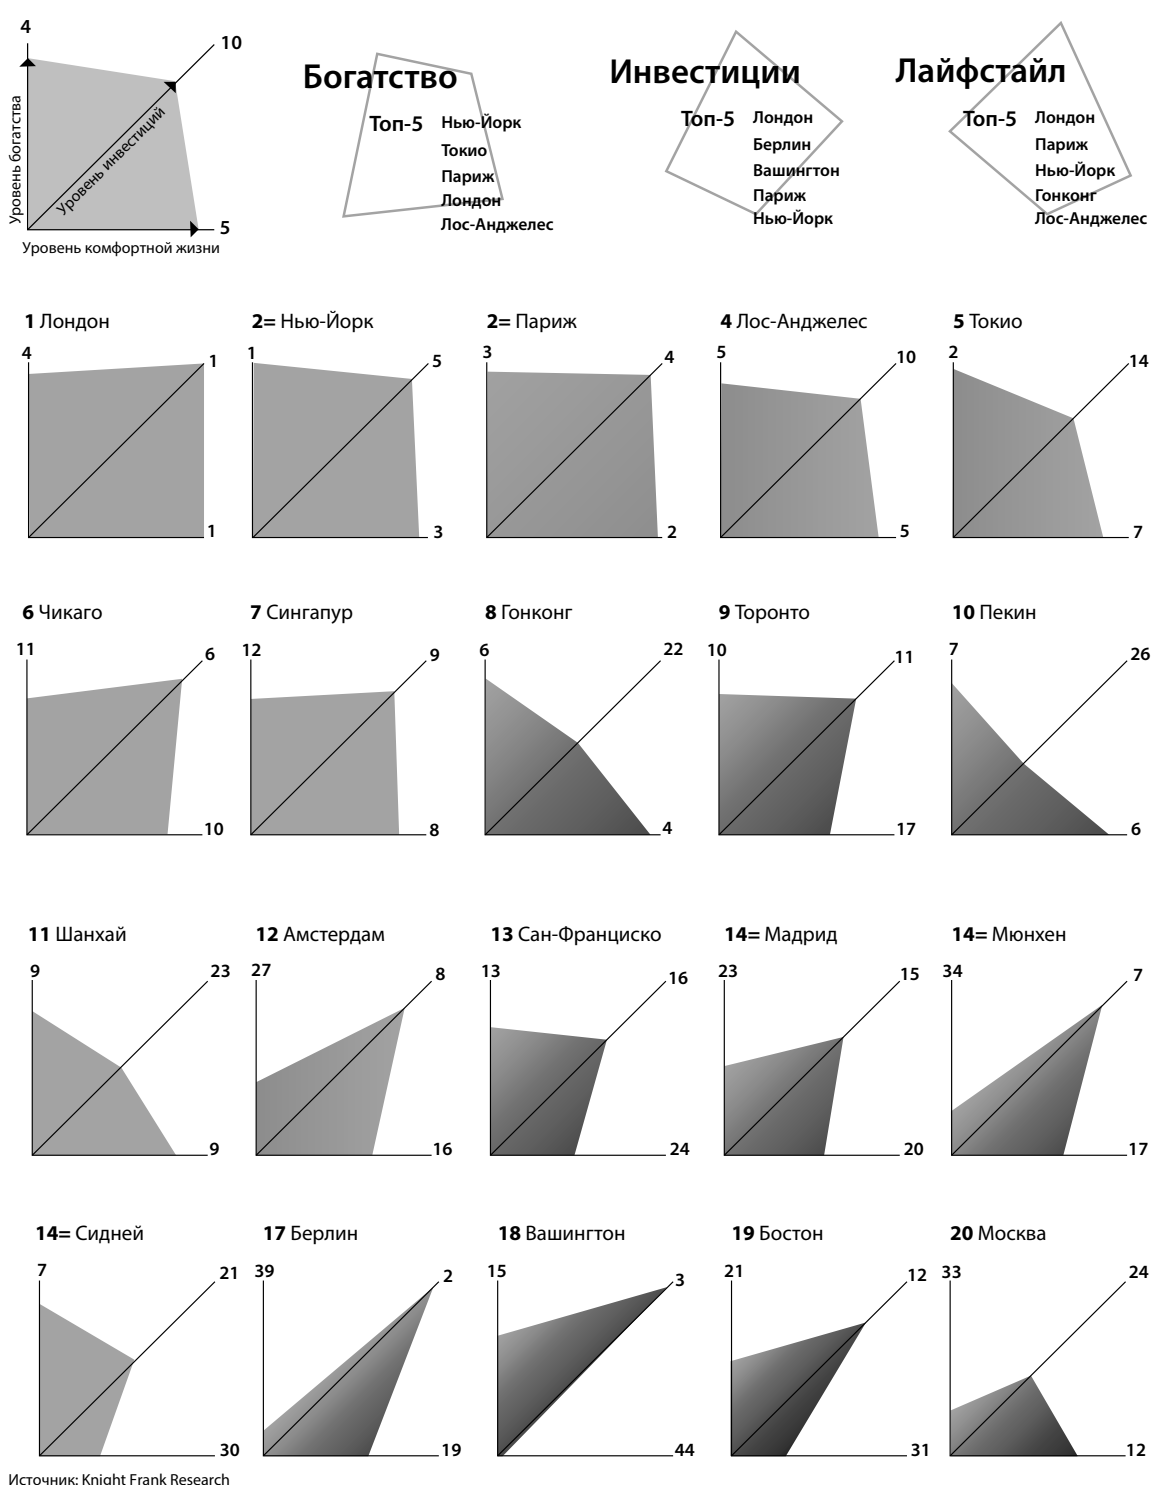 4
10
5
Уровень богатства
Уровень инвестиций
Уровень комфортной жизни
Богатство
Топ-5
Нью-Йорк
Токио
Париж
Лондон
Лос-Анджелес
Инвестиции
Топ-5
Лондон
Берлин
Вашингтон
Париж
Нью-Йорк
Лайфстайл
Топ-5
Лондон
Париж
Нью-Йорк
Гонконг
Лос-Анджелес
1 Лондон
4
1
1
2= Нью-Йорк
1
5
3
2= Париж
3
4
2
4 Лос-Анджелес
5
10
5
5 Токио
2
14
7
6 Чикаго
11
6
10
7 Сингапур
12
9
8
8 Гонконг
6
22
4
9 Торонто
10
11
17
10 Пекин
7
26
6
11 Шанхай
9
23
9
12 Амстердам
27
8
16
13 Сан-Франциско
13
16
24
14= Мадрид
23
15
20
14= Мюнхен
34
7
17
14= Сидней
7
21
30
17 Берлин
39
2
19
18 Вашингтон
15
3
44
19 Бостон
21
12
31
20 Москва
33
24
12
Источник: Knight Frank Research